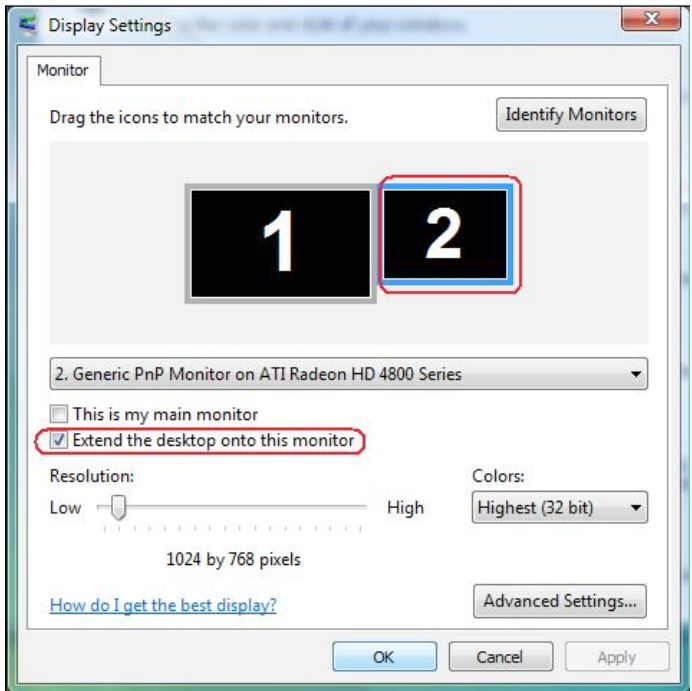 Display Settings
Monitor
Drag the icons to match your monitors.
Identify Monitors
1
2
2. Generic PnP Monitor on ATI Radeon HD 4800 Series
This is my main monitor
Extend the desktop onto this monitor
Resolution:
Colors:
Low
High
Highest (32 bit)
1024 by 768 pixels
How do I get the best display?
Advanced Settings...
OK
Cancel
Apply